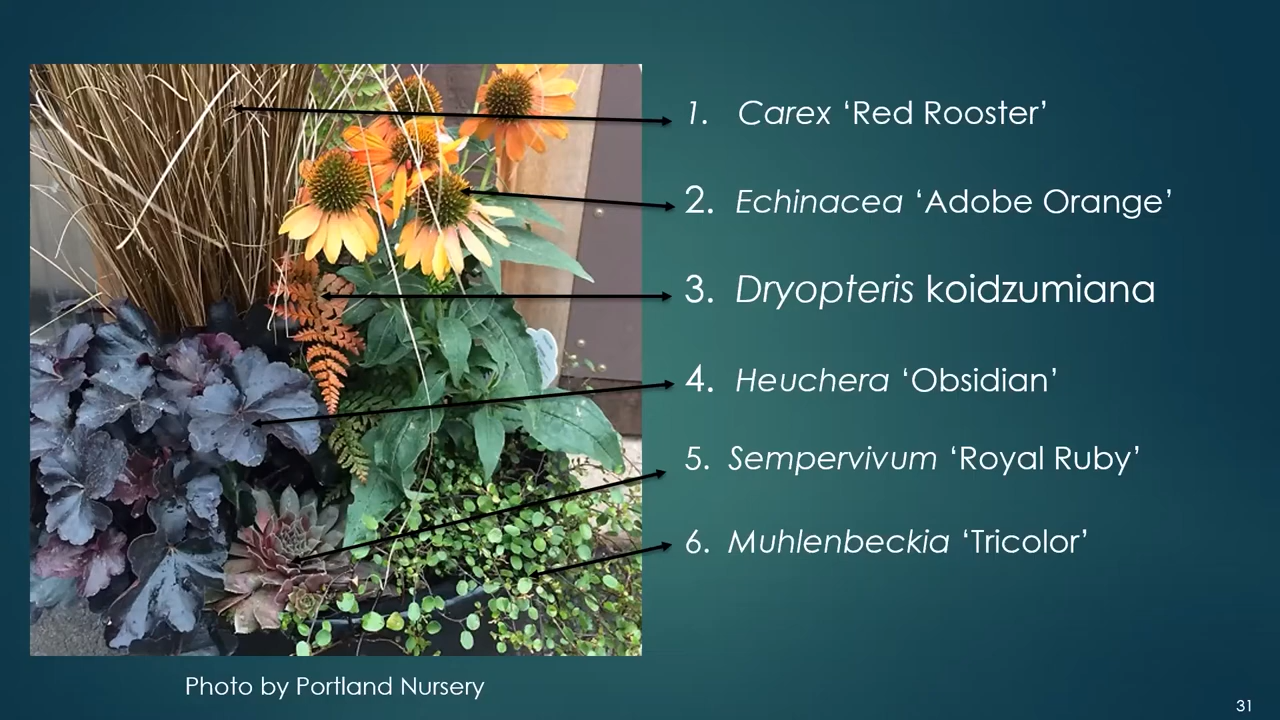 1. Carex ‘Red Rooster’
2. Echinacea ‘Adobe Orange’
3. Dryopteris koidzumiana
4. Heuchera ‘Obsidian’
5. Sempervivum ‘Royal Ruby’
6. Muhlenbeckia ‘Tricolor’
Photo by Portland Nursery
31